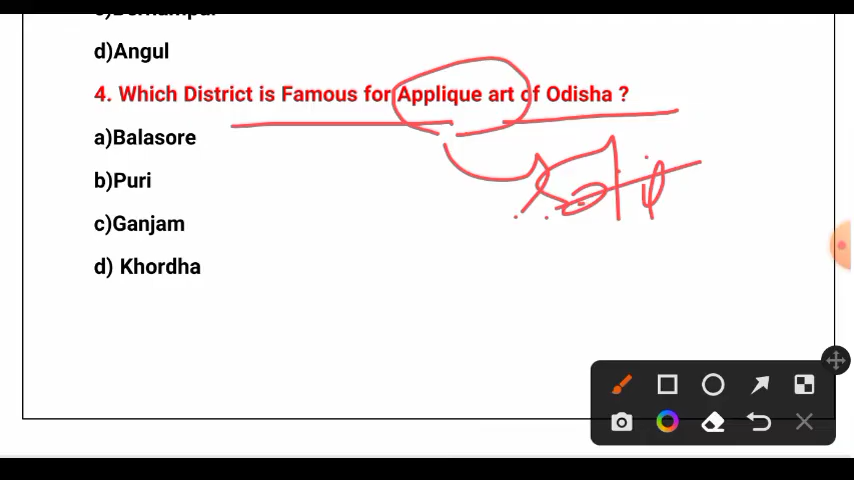 d)Angul
4. Which District is Famous for Applique art of Odisha ?
a)Balasore
b)Puri
c)Ganjam
d) Khordha